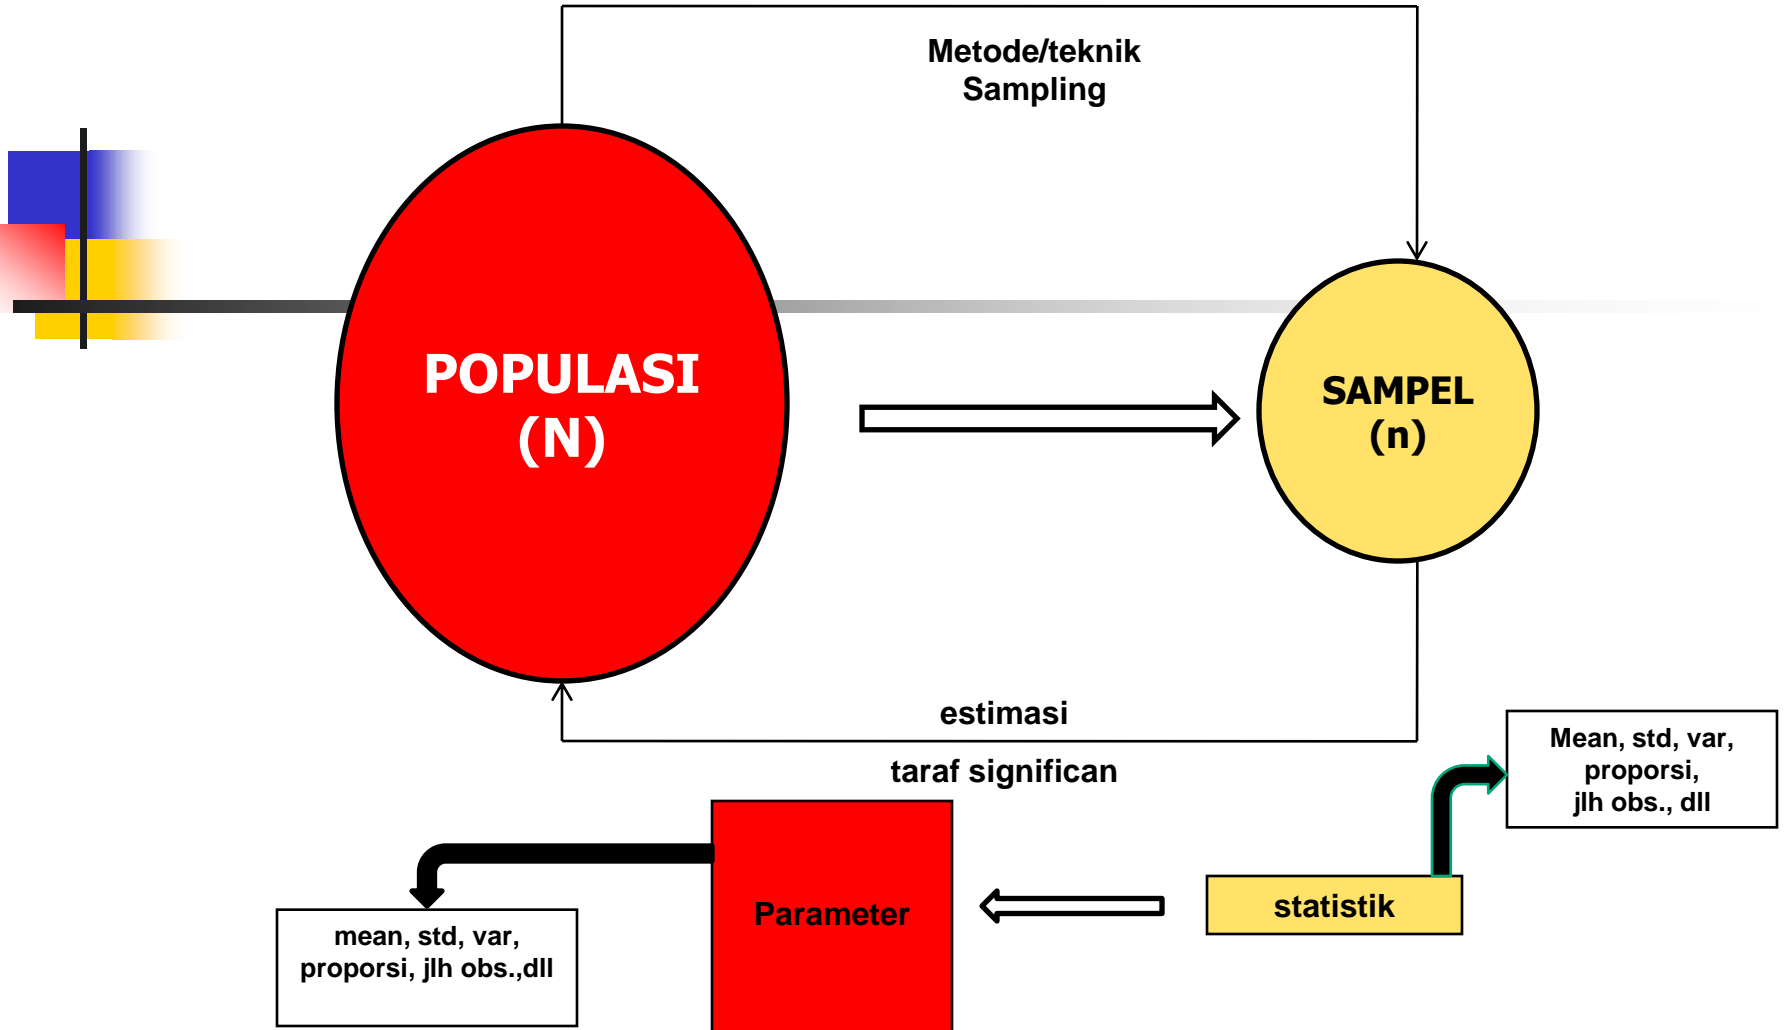 Metode/teknik
Sampling
POPULASI
(N)
SAMPEL
(n)
estimasi
taraf significan
Mean, std, var,
proporsi,
jlh obs., dll
Parameter
statistik
mean, std, var,
proporsi, jlh obs.,dll